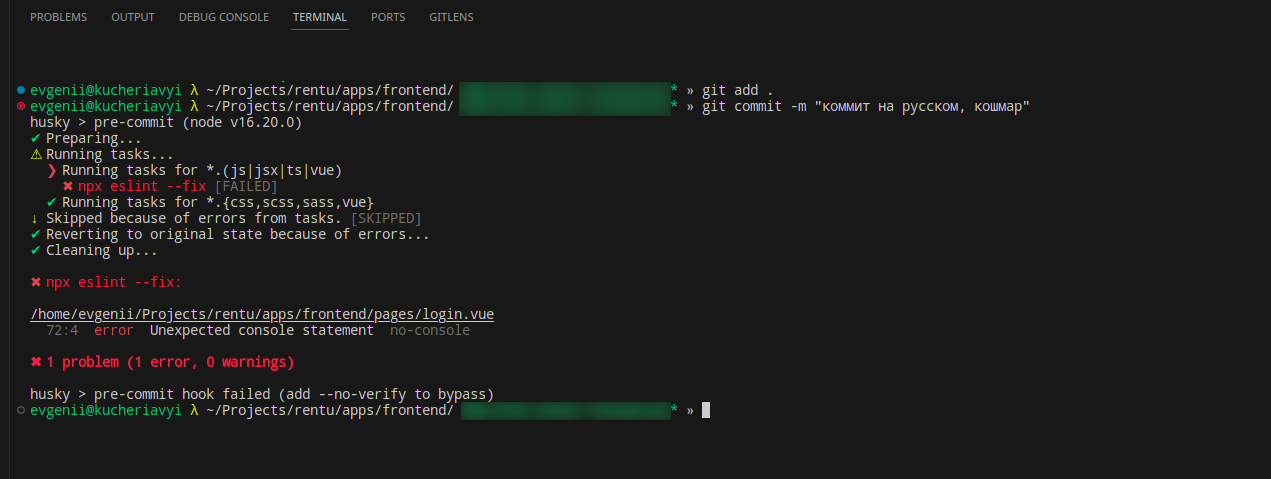 PROBLEMS OUTPUT DEBUG CONSOLE TERMINAL PORTS GITLENS
evgenii@kucheriavyi λ ~/Projects/rentu/apps/frontend/ * » git add .
evgenii@kucheriavyi λ ~/Projects/rentu/apps/frontend/ * » git commit -m "коммит на русском, кошмар"
husky > pre-commit (node v16.20.0)
✔ Preparing...
⚠ Running tasks...
❯ Running tasks for *.(js|jsx|ts|vue)
✖ npx eslint --fix [FAILED]
✔ Running tasks for *.{css,scss,sass,vue}
↓ Skipped because of errors from tasks. [SKIPPED]
✔ Reverting to original state because of errors...
✔ Cleaning up...
✖ npx eslint --fix:
/home/evgenii/Projects/rentu/apps/frontend/pages/login.vue
72:4 error Unexpected console statement no-console
✖ 1 problem (1 error, 0 warnings)
husky > pre-commit hook failed (add --no-verify to bypass)
evgenii@kucheriavyi λ ~/Projects/rentu/apps/frontend/ * »